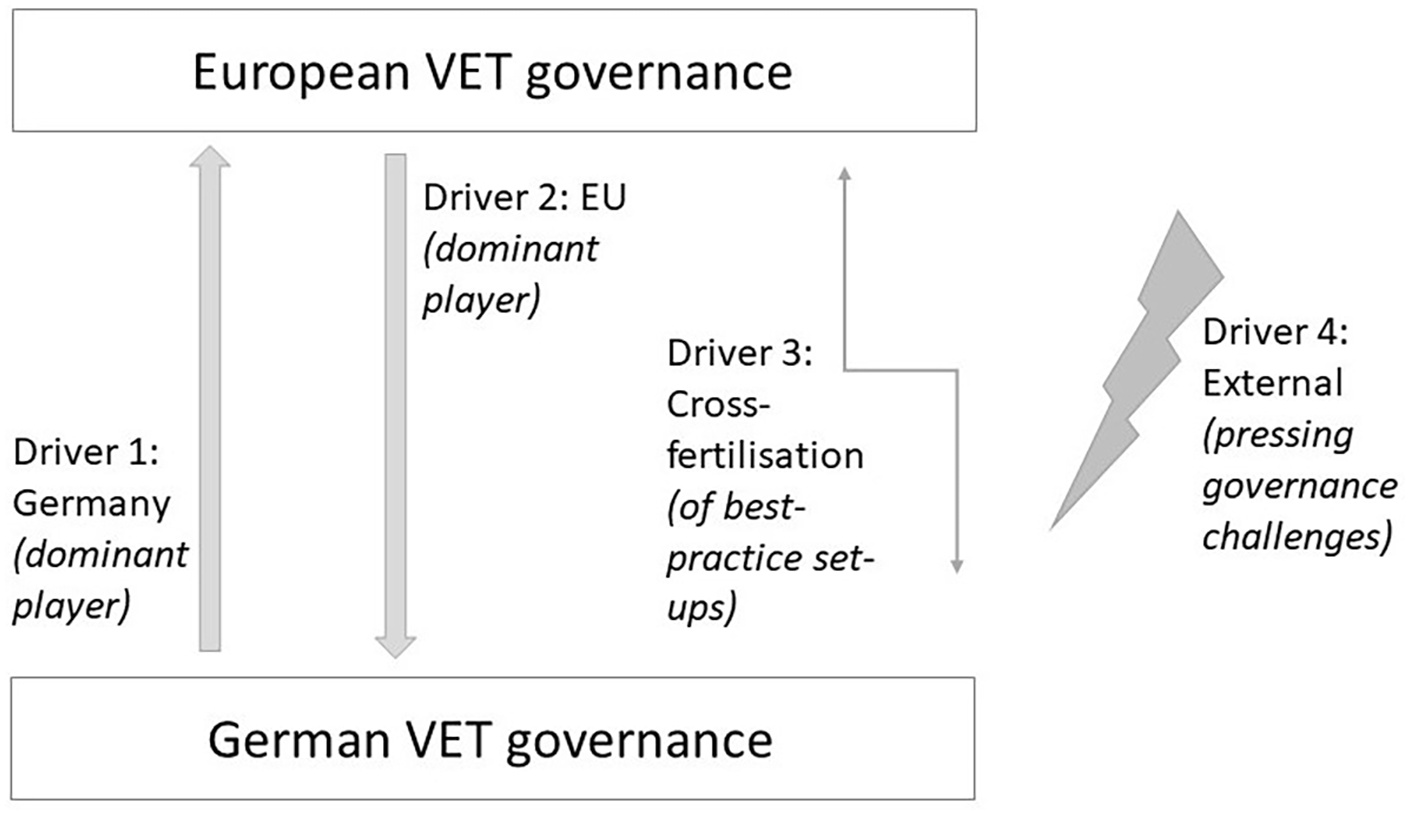 European VET governance
Driver 2: EU
(dominant
player)
Driver 1:
Germany
(dominant
player)
Driver 3:
Cross-
fertilisation
(of best-
practice set-
ups)
Driver 4:
External
(pressing
governance
challenges)
German VET governance